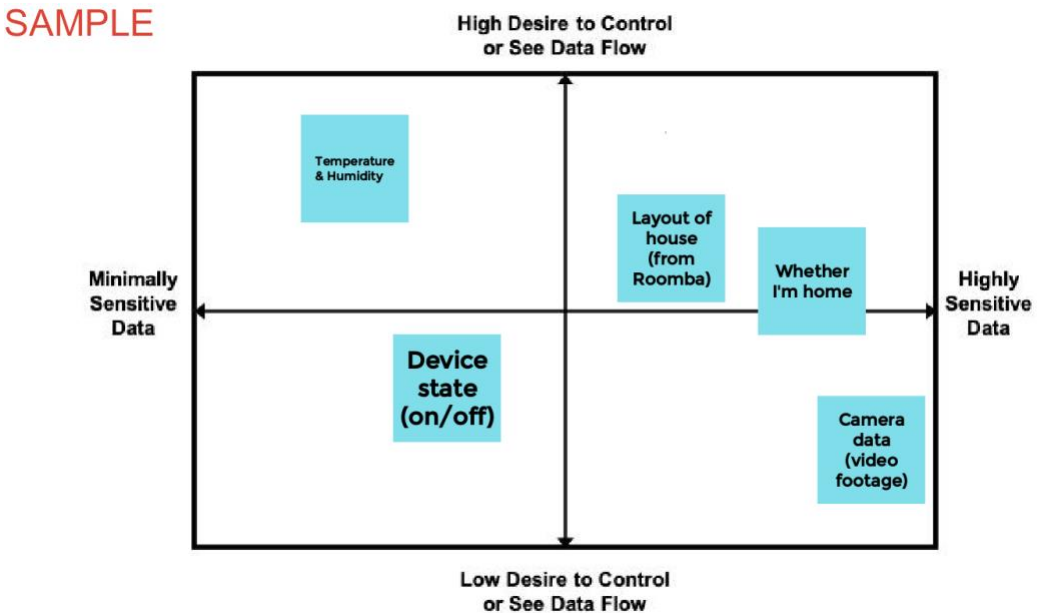 SAMPLE
High Desire to Control
or See Data Flow
Temperature
& Humidity
Layout of
house
(from
Roomba)
Whether
I'm home
Minimally
Sensitive
Data
Highly
Sensitive
Data
Device
state
(on/off)
Camera
data
(video
footage)
Low Desire to Control
or See Data Flow